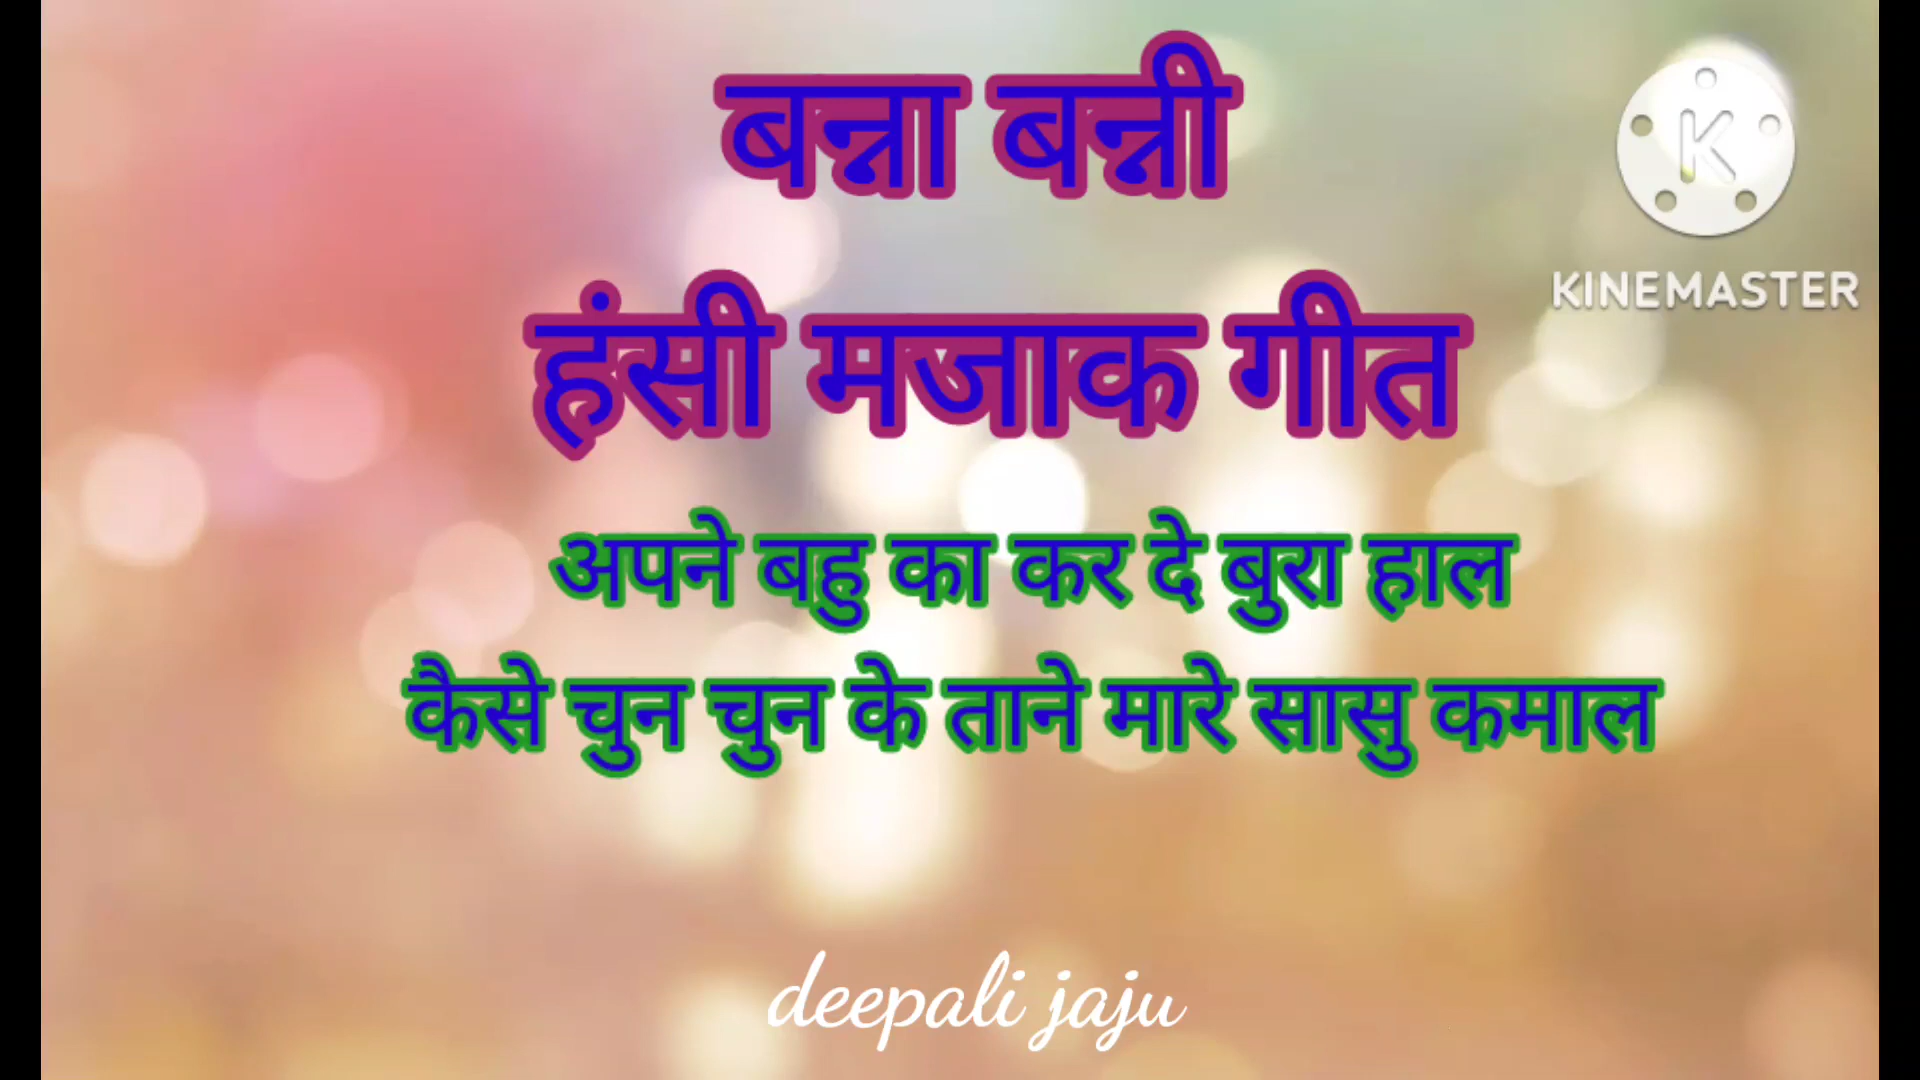 बन्ना बन्नी
हंसी मजाक गीत
अपने बहु का कर दे बुरा हाल
कैसे चुन चुन के ताने मारे सासु कमाल
K
KINEMASTER
deepali jaju